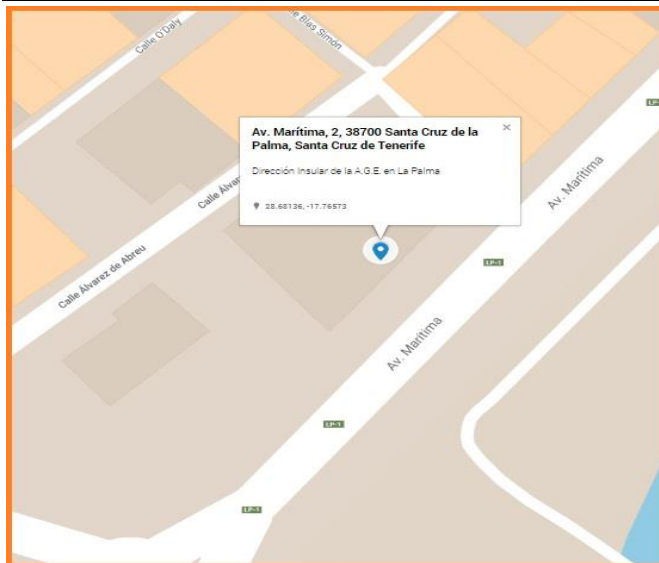 Calle O'Daly
le Blas Simón
LP-1
Av. Marítima, 2, 38700 Santa Cruz de la
Palma, Santa Cruz de Tenerife
×
Dirección Insular de la A.G.E. en La Palma
28.68136, -17.76573
Calle Álvar
Av. Marítima
LP-1
Calle Álvarez de Abreu
Av. Marítima
LP-1
LP-1